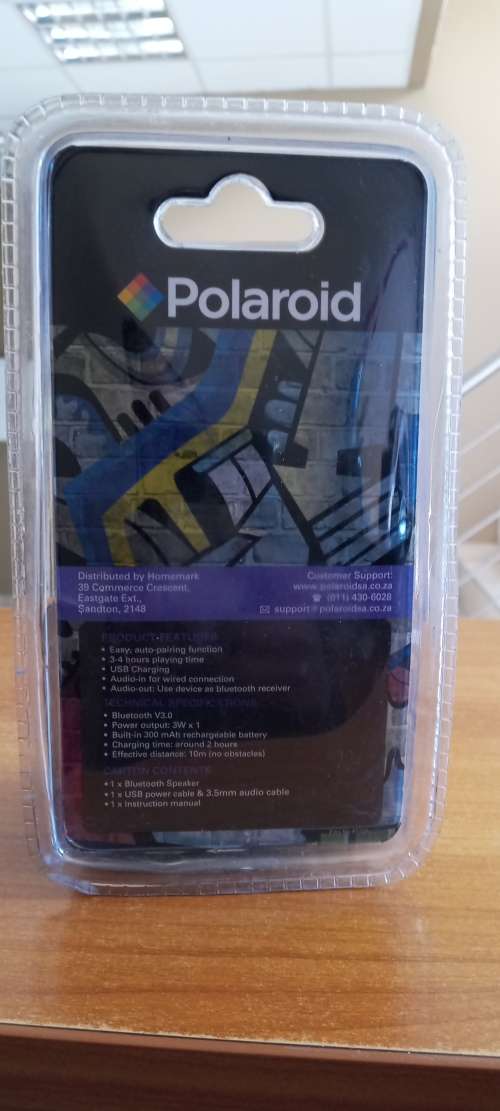 Polaroid
Distributed by Homemark
39 Commerce Crescent,
Eastgate Ext.,
Sandton, 2148
Customer Support:
www.polaroidsa.co.za
☎ (011) 430-6028
✉ support@polaroidsa.co.za
PRODUCT FEATURES
• Easy, auto-pairing function
• 3-4 hours playing time
• USB Charging
• Audio-in for wired connection
• Audio-out: Use device as bluetooth receiver
TECHNICAL SPECIFICATIONS
• Bluetooth V3.0
• Power output: 3W x 1
• Built-in 300 mAh rechargeable battery
• Charging time: around 2 hours
• Effective distance: 10m (no obstacles)
CARTON CONTENTS
• 1 x Bluetooth Speaker
• 1 x USB power cable & 3.5mm audio cable
• 1 x Instruction manual